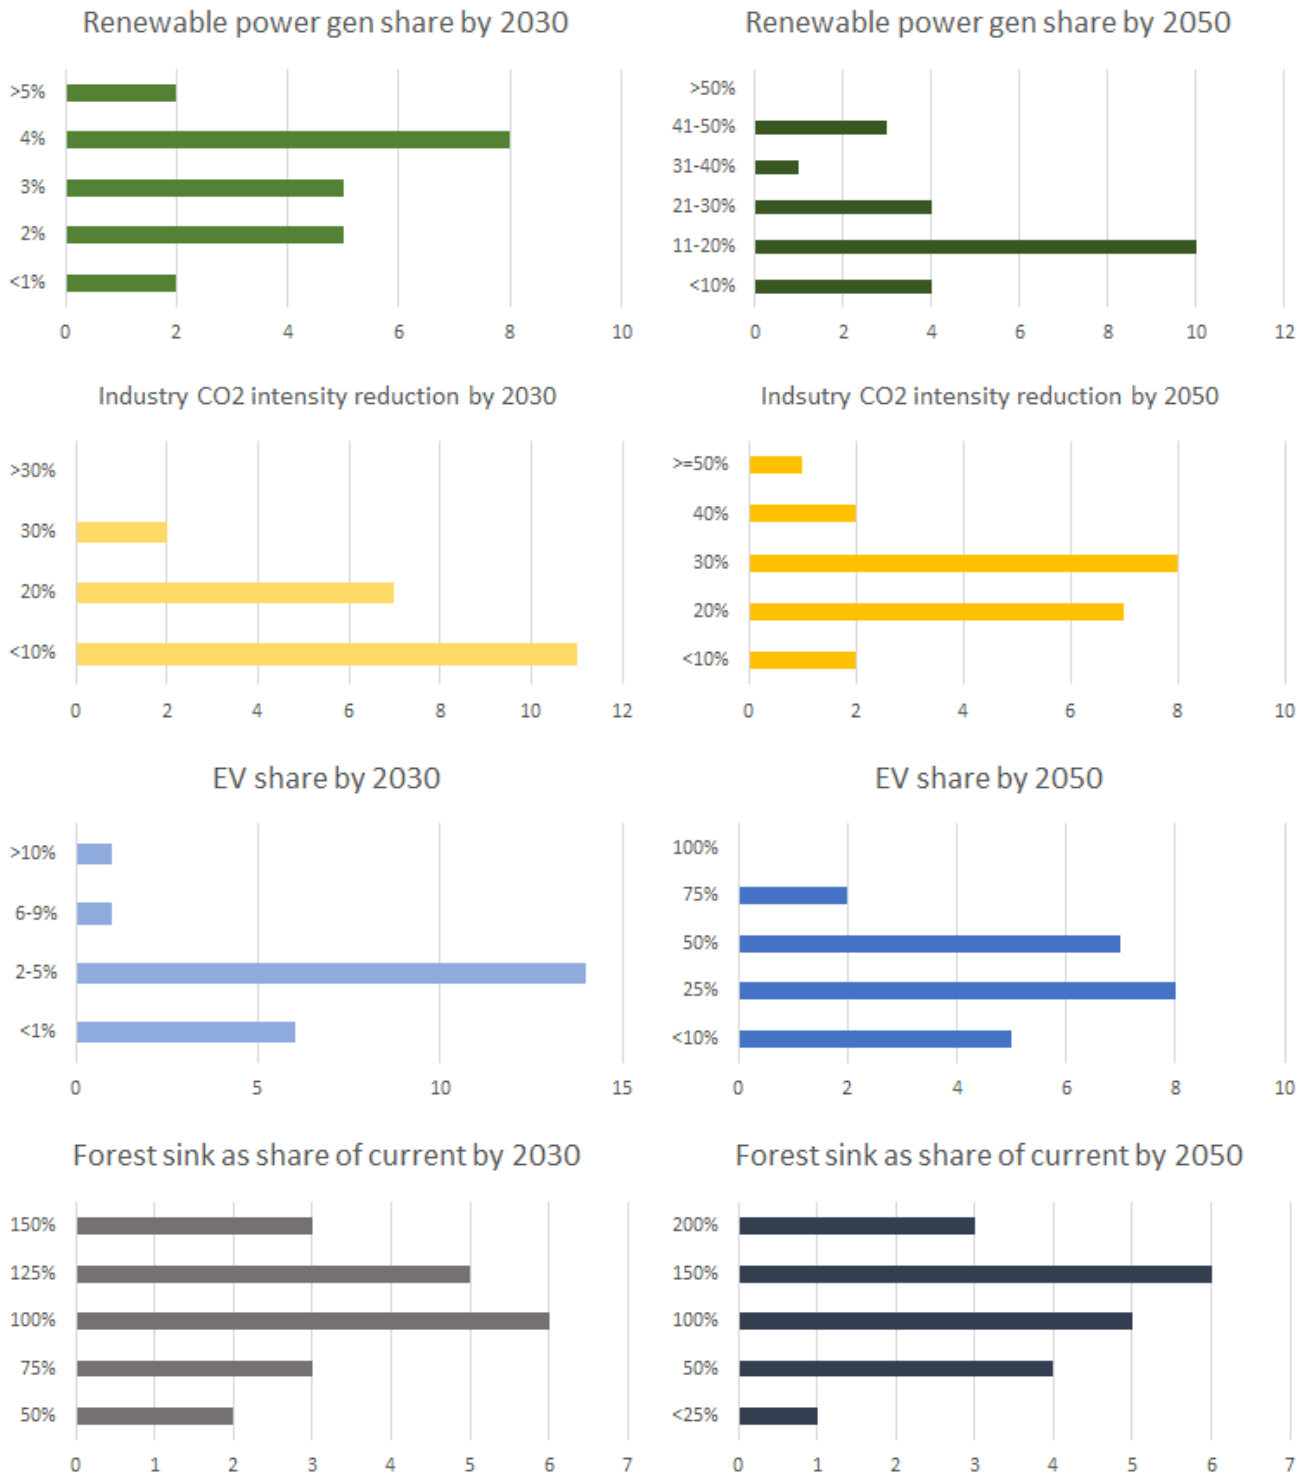 Renewable power gen share by 2030
>5%
4%
3%
2%
<1%
0 2 4 6 8 10
Renewable power gen share by 2050
>50%
41-50%
31-40%
21-30%
11-20%
<10%
0 2 4 6 8 10 12
Industry CO2 intensity reduction by 2030
>30%
30%
20%
<10%
0 2 4 6 8 10 12
Indsutry CO2 intensity reduction by 2050
>=50%
40%
30%
20%
<10%
0 2 4 6 8 10
EV share by 2030
>10%
6-9%
2-5%
<1%
0 5 10 15
EV share by 2050
100%
75%
50%
25%
<10%
0 2 4 6 8 10
Forest sink as share of current by 2030
150%
125%
100%
75%
50%
0 1 2 3 4 5 6 7
Forest sink as share of current by 2050
200%
150%
100%
50%
<25%
0 1 2 3 4 5 6 7